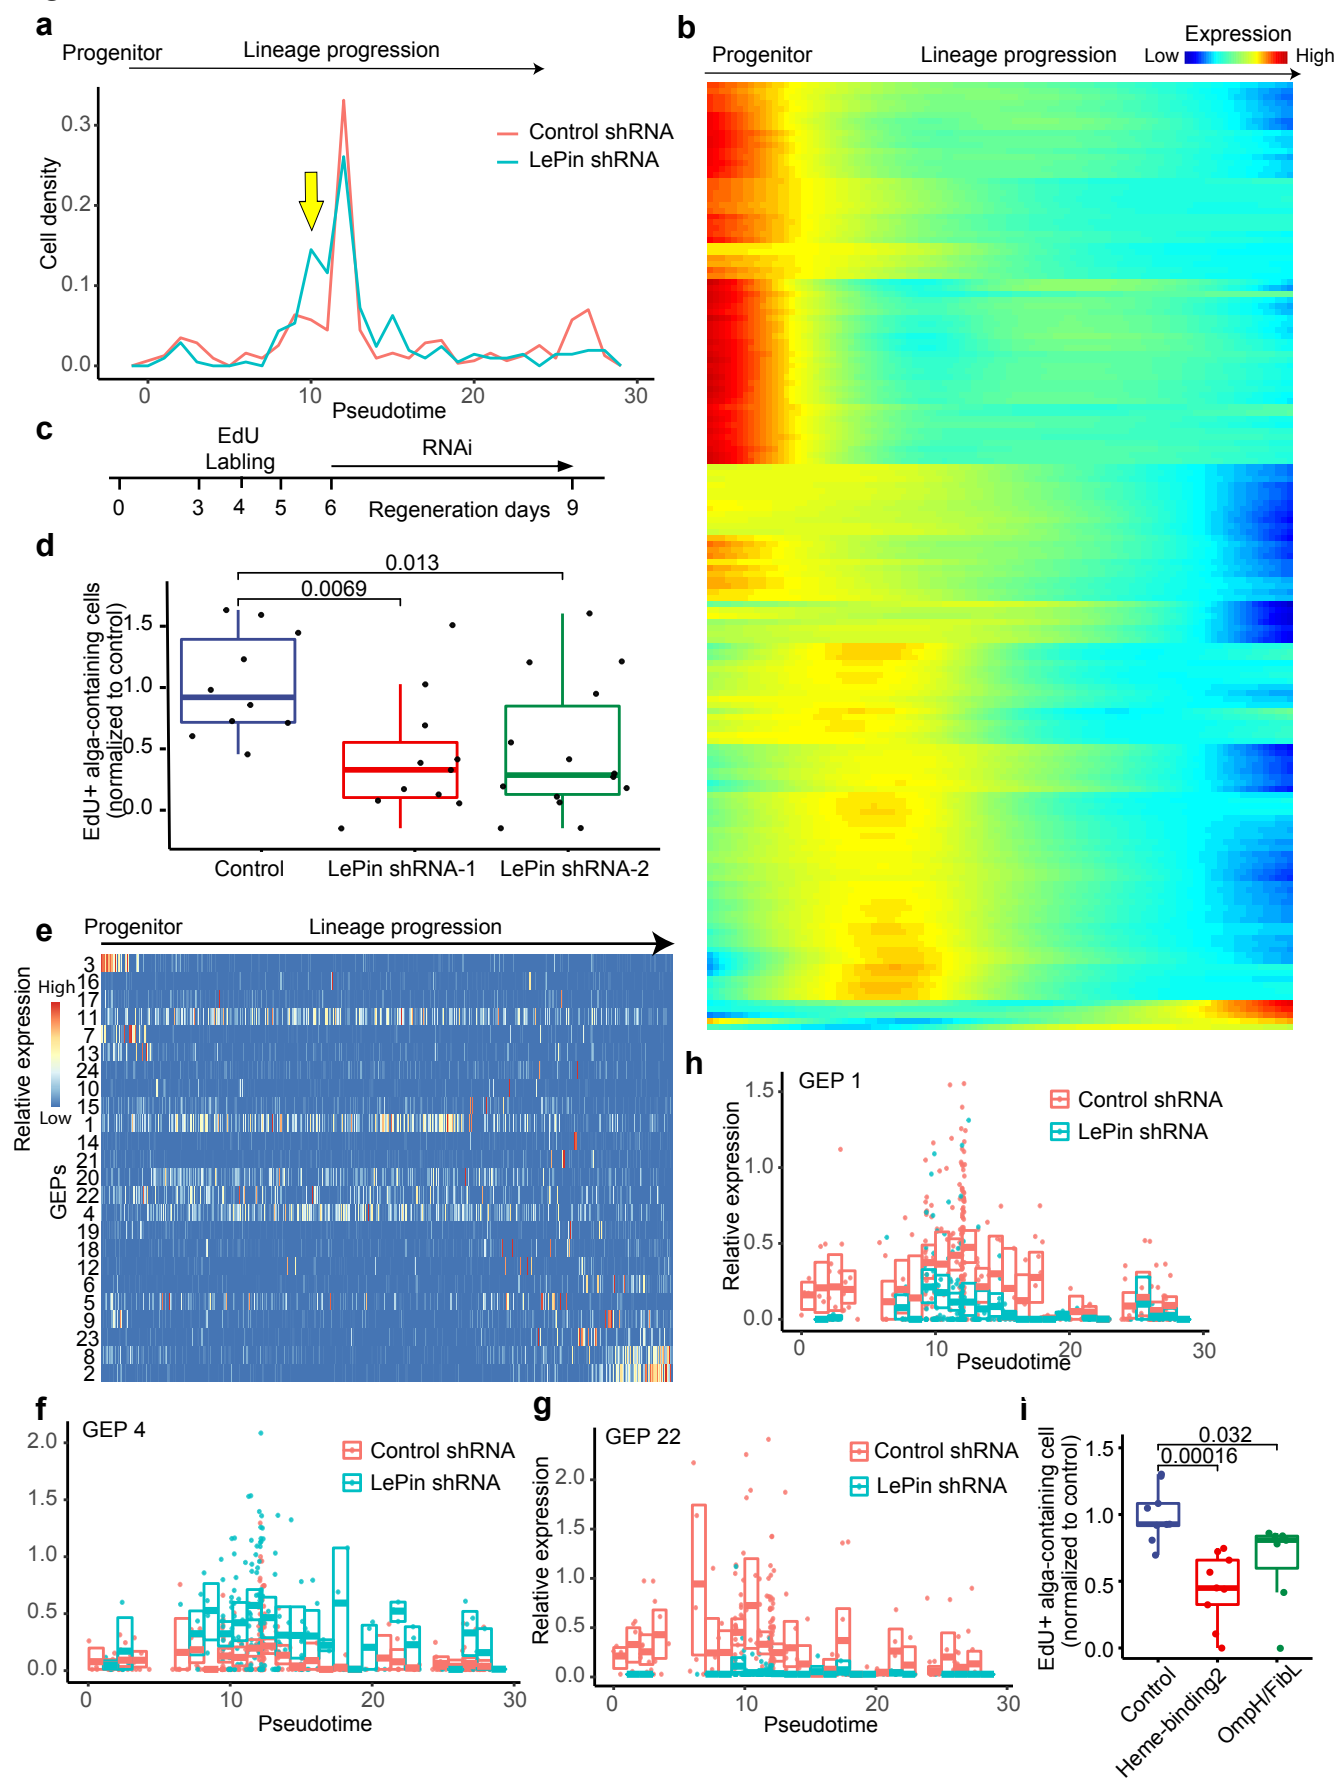 a
Progenitor
Lineage progression
Control shRNA
LePin shRNA
Cell density
0.3
0.2
0.1
0.0
0
10
20
30
Pseudotime
b
Progenitor
Lineage progression
Expression
Low
High
c
EdU
Labling
RNAi
0
3
4
5
6
Regeneration days
9
d
0.013
0.0069
EdU+ alga-containing cells
(normalized to control)
1.5
1.0
0.5
0.0
Control
LePin shRNA-1
LePin shRNA-2
e
Progenitor
Lineage progression
Relative expression
High
Low
GEPs
3
16
17
11
7
13
24
10
15
1
14
21
20
22
4
19
18
12
6
5
9
23
8
2
h
GEP 1
Control shRNA
LePin shRNA
Relative expression
1.5
1.0
0.5
0.0
0
10
20
30
Pseudotime
f
GEP 4
Control shRNA
LePin shRNA
2.0
1.5
1.0
0.5
0.0
0
10
20
30
Pseudotime
g
GEP 22
Control shRNA
LePin shRNA
Relative expression
2.0
1.5
1.0
0.5
0.0
0
10
20
30
Pseudotime
i
0.032
0.00016
EdU+ alga-containing cell
(normalized to control)
1.5
1.0
0.5
0.0
Control
Heme-binding2
OmpH/FibL